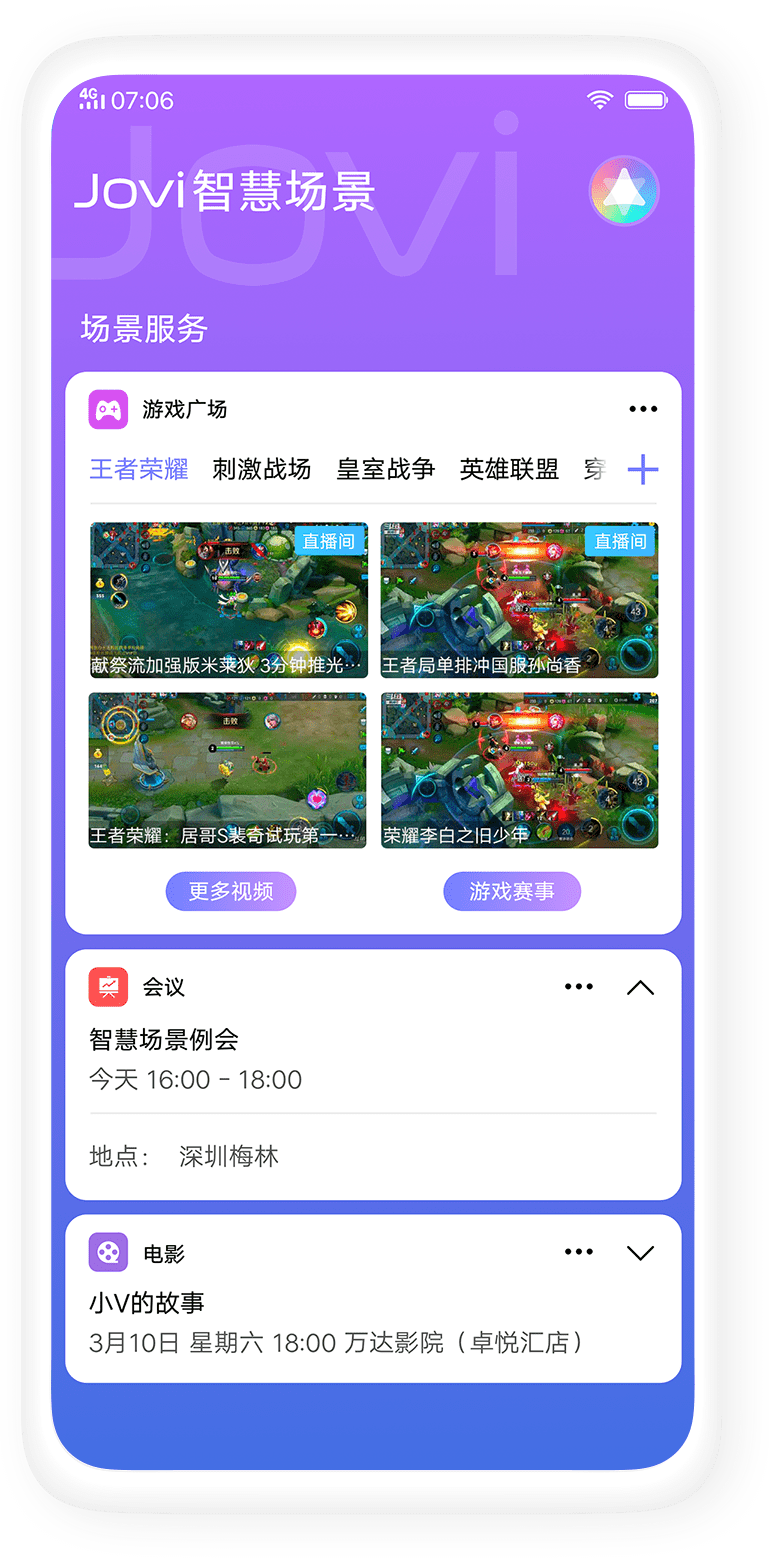 4G 07:06
Jovi
Jovi智慧场景
场景服务
游戏广场
王者荣耀 刺激战场 皇室战争 英雄联盟 穿
直播间
直播间
击败
献祭流加强版米莱狄 3分钟推光…
王者局单排冲国服孙尚香
击败
王者荣耀：居哥S裴奇试玩第一…
荣耀李白之旧少年
更多视频 游戏赛事
会议
智慧场景例会
今天 16:00 - 18:00
地点： 深圳梅林
电影
小V的故事
3月10日 星期六 18:00 万达影院（卓悦汇店）